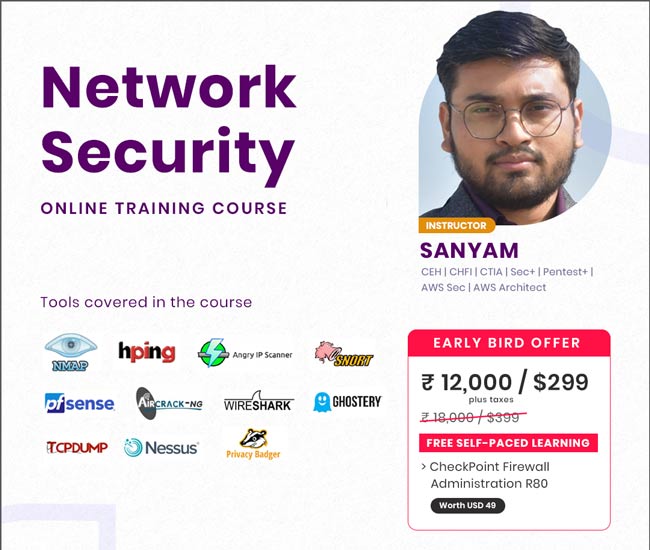 Network
Security
ONLINE TRAINING COURSE
INSTRUCTOR
SANYAM
CEH | CHFI | CTIA | Sec+ | Pentest+ |
AWS Sec | AWS Architect
Tools covered in the course
NMAP
hping
Angry IP Scanner
SNORT
pfsense
AIRCRACK-NG
WIRESHARK
GHOSTERY
TCPDUMP
Nessus
Privacy Badger
EARLY BIRD OFFER
₹ 12,000 / $299
plus taxes
₹ 18,000 / $399
FREE SELF-PACED LEARNING
> CheckPoint Firewall
Administration R80
Worth USD 49